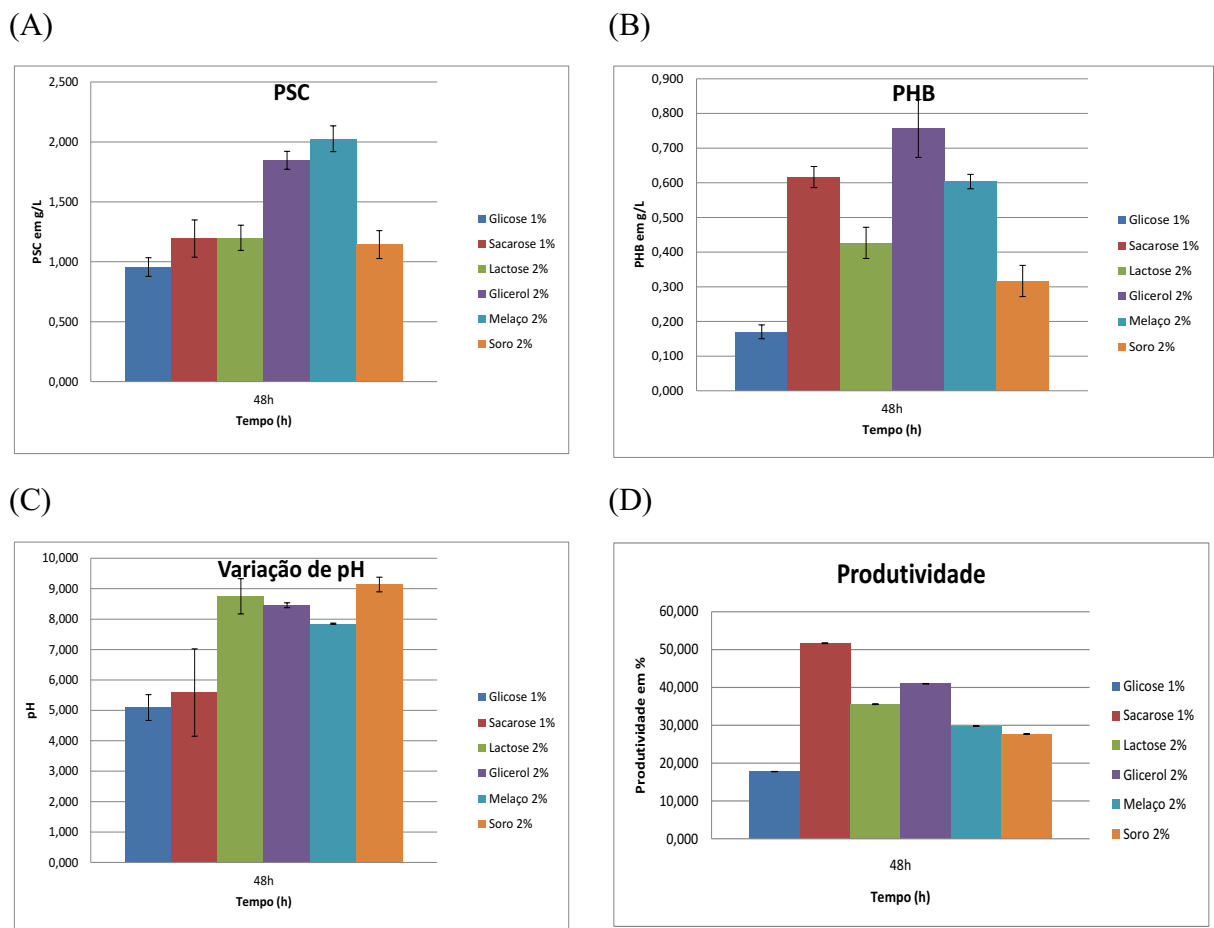 (A)
PSC
2,500
2,000
1,500
1,000
0,500
0,000
PSC em g/L
48h
Tempo (h)
Glicose 1%
Sacarose 1%
Lactose 2%
Glicerol 2%
Melaço 2%
Soro 2%
(B)
PHB
0,900
0,800
0,700
0,600
0,500
0,400
0,300
0,200
0,100
0,000
PHB em g/L
48h
Tempo (h)
Glicose 1%
Sacarose 1%
Lactose 2%
Glicerol 2%
Melaço 2%
Soro 2%
(C)
Variação de pH
10,000
9,000
8,000
7,000
6,000
5,000
4,000
3,000
2,000
1,000
0,000
pH
48h
Tempo (h)
Glicose 1%
Sacarose 1%
Lactose 2%
Glicerol 2%
Melaço 2%
Soro 2%
(D)
Produtividade
60,000
50,000
40,000
30,000
20,000
10,000
0,000
Produtividade em %
48h
Tempo (h)
Glicose 1%
Sacarose 1%
Lactose 2%
Glicerol 2%
Melaço 2%
Soro 2%